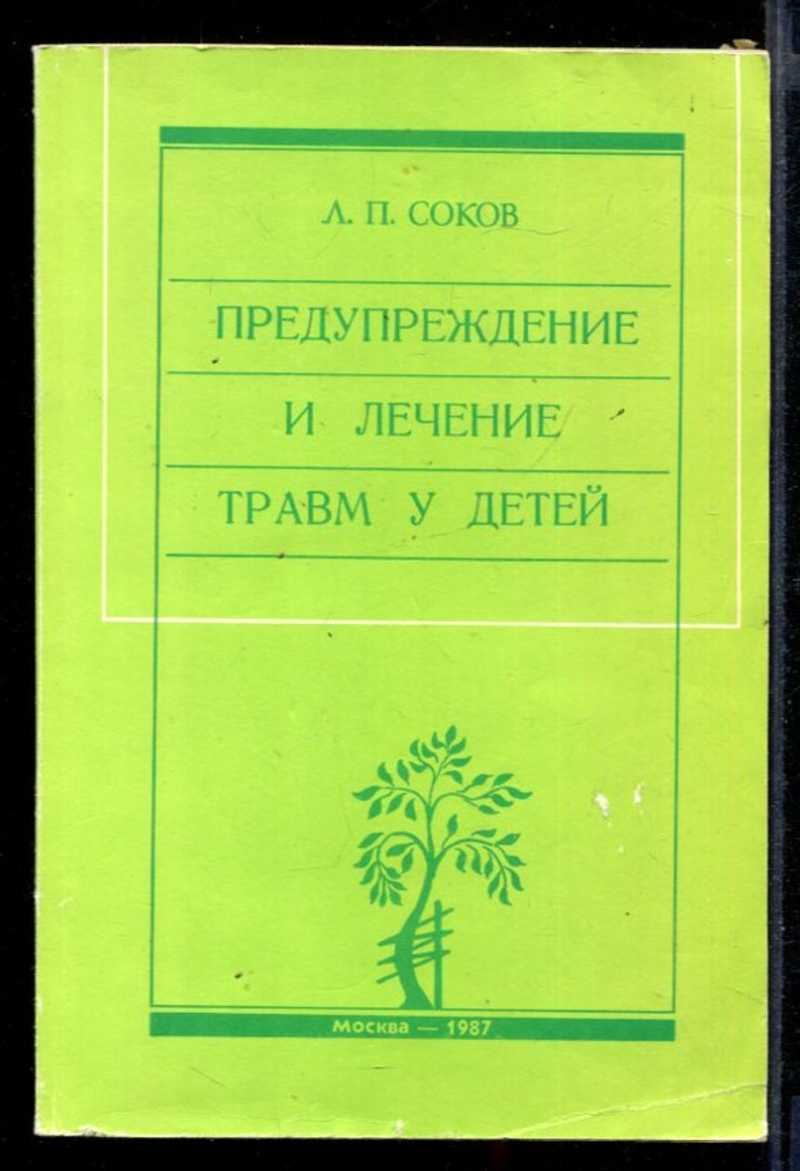 Л. П. СОКОВ
ПРЕДУПРЕЖДЕНИЕ
И ЛЕЧЕНИЕ
ТРАВМ У ДЕТЕЙ
Москва — 1987